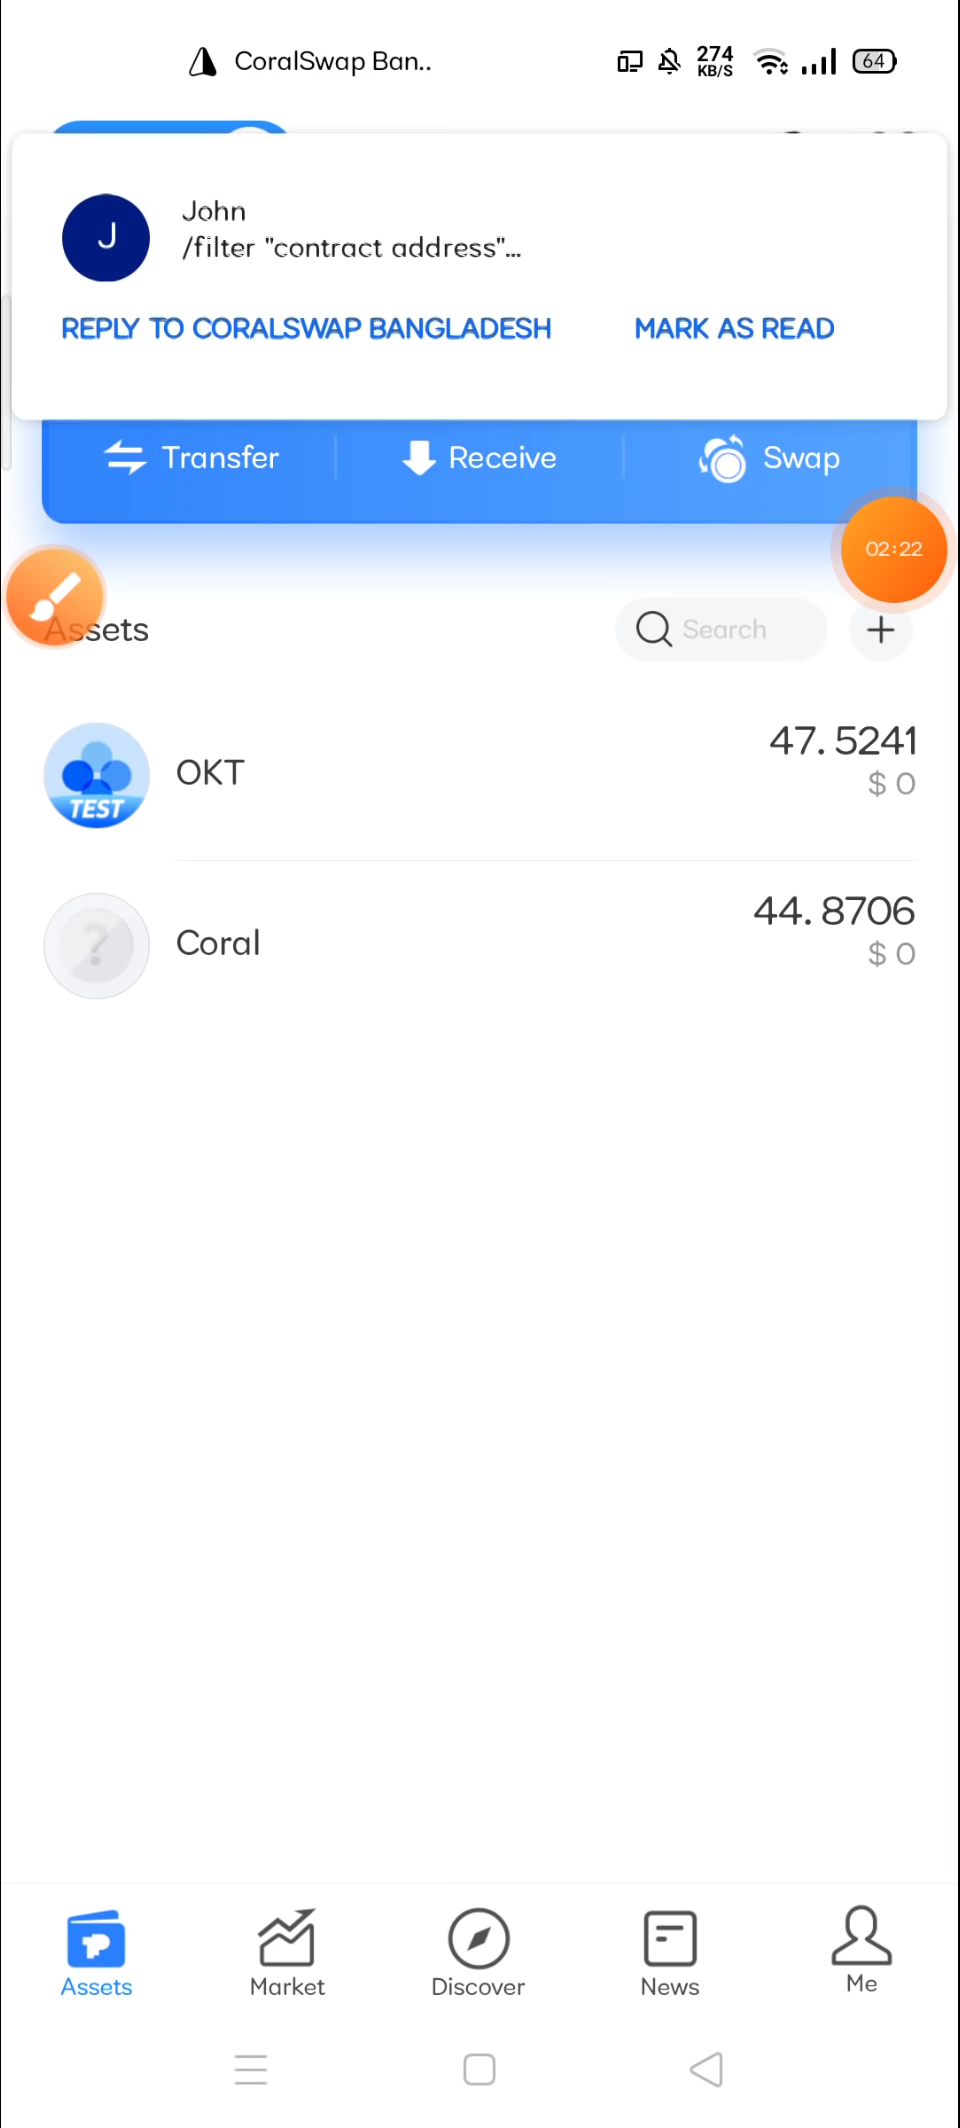 CoralSwap Ban..
274
KB/S
64
John
/filter "contract address"...
REPLY TO CORALSWAP BANGLADESH
MARK AS READ
Transfer
Receive
Swap
02:22
Assets
Search
OKT
TEST
47.5241
$ 0
Coral
?
44.8706
$ 0
Assets
Market
Discover
News
Me
J